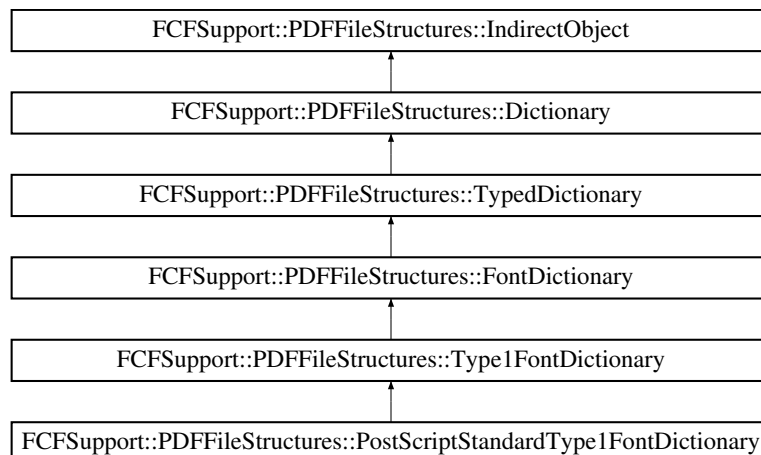 FCFSupport::PDFFileStructures::IndirectObject
FCFSupport::PDFFileStructures::Dictionary
FCFSupport::PDFFileStructures::TypedDictionary
FCFSupport::PDFFileStructures::FontDictionary
FCFSupport::PDFFileStructures::Type1FontDictionary
FCFSupport::PDFFileStructures::PostScriptStandardType1FontDictionary